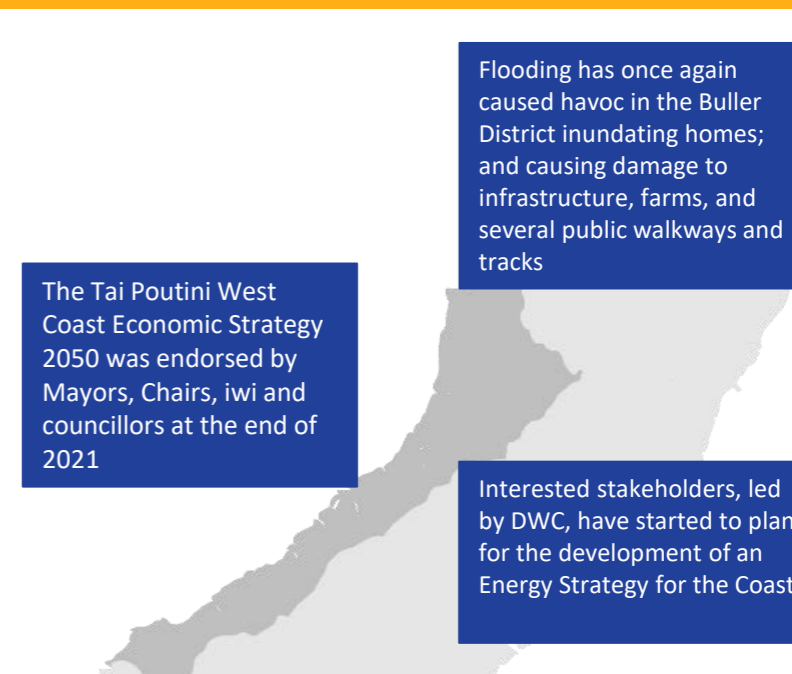 Flooding has once again
caused havoc in the Buller
District inundating homes;
and causing damage to
infrastructure, farms, and
several public walkways and
tracks
The Tai Poutini West
Coast Economic Strategy
2050 was endorsed by
Mayors, Chairs, iwi and
councillors at the end of
2021
Interested stakeholders, led
by DWC, have started to plan
for the development of an
Energy Strategy for the Coast